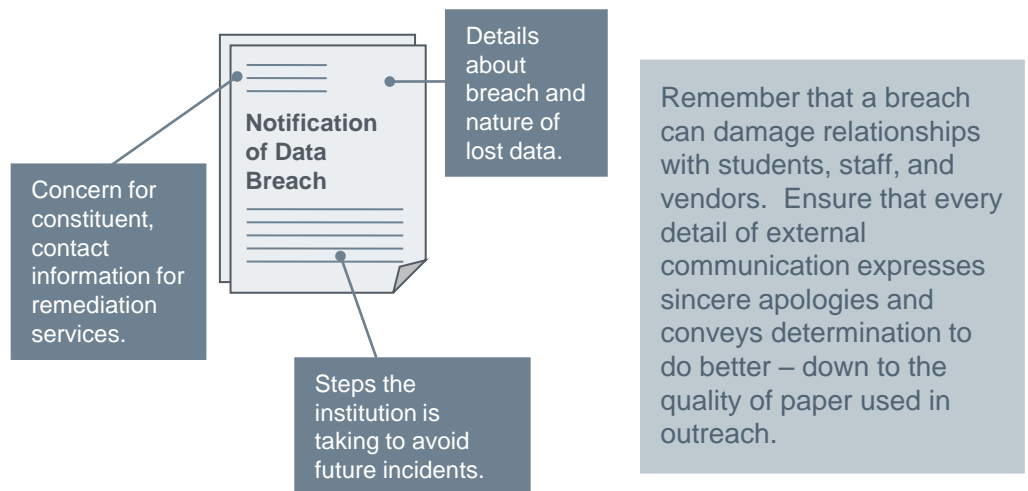 Notification
of Data
Breach
Details
about
breach and
nature of
lost data.
Concern for
constituent,
contact
information for
remediation
services.
Steps the
institution is
taking to avoid
future incidents.
Remember that a breach
can damage relationships
with students, staff, and
vendors.  Ensure that every
detail of external
communication expresses
sincere apologies and
conveys determination to
do better – down to the
quality of paper used in
outreach.